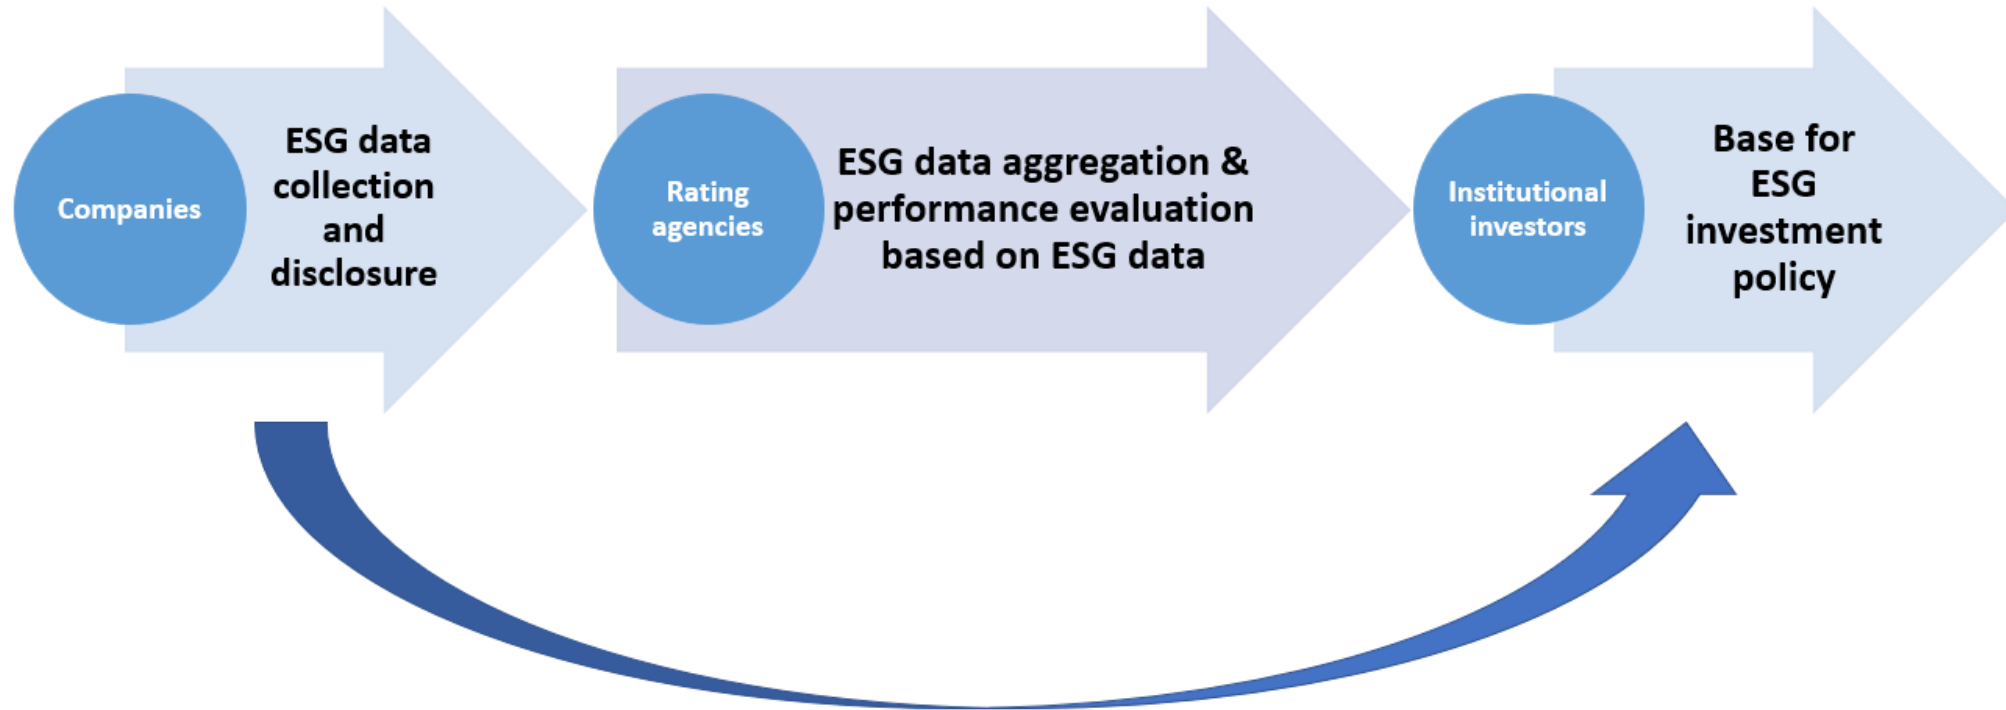 Companies
ESG data
collection
and
disclosure
Rating
agencies
ESG data aggregation &
performance evaluation
based on ESG data
Institutional
investors
Base for
ESG
investment
policy